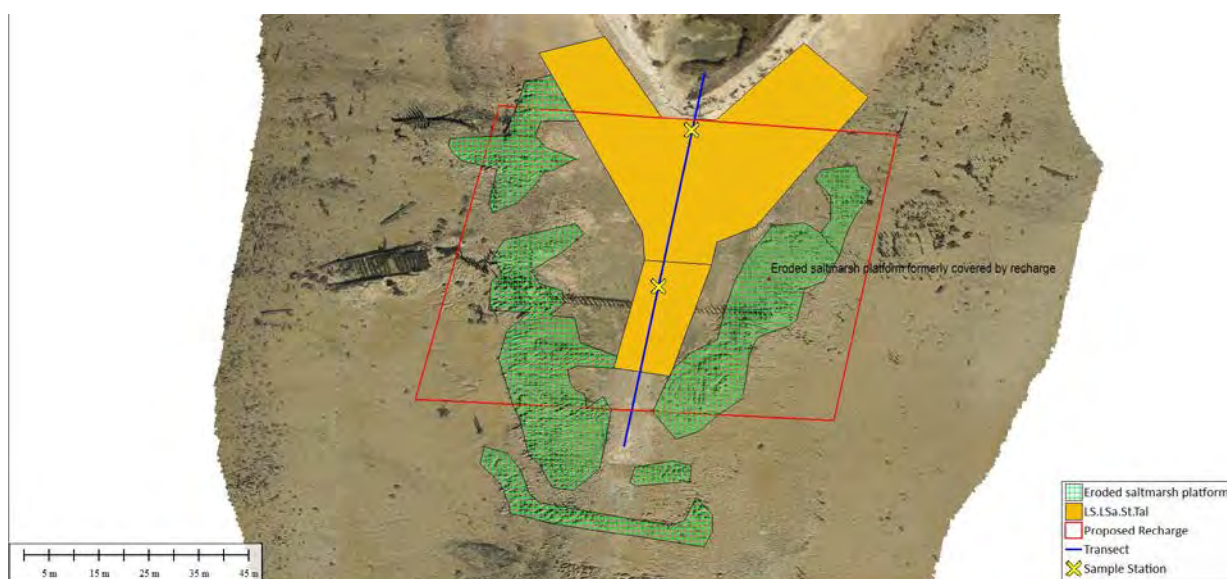 Eroded saltmarsh platform formerly covered by recharge
Eroded saltmarsh platform
LS.LSa.St.Tal
Proposed Recharge
Transect
Sample Station
5 m 15 m 25 m 35 m 45 m